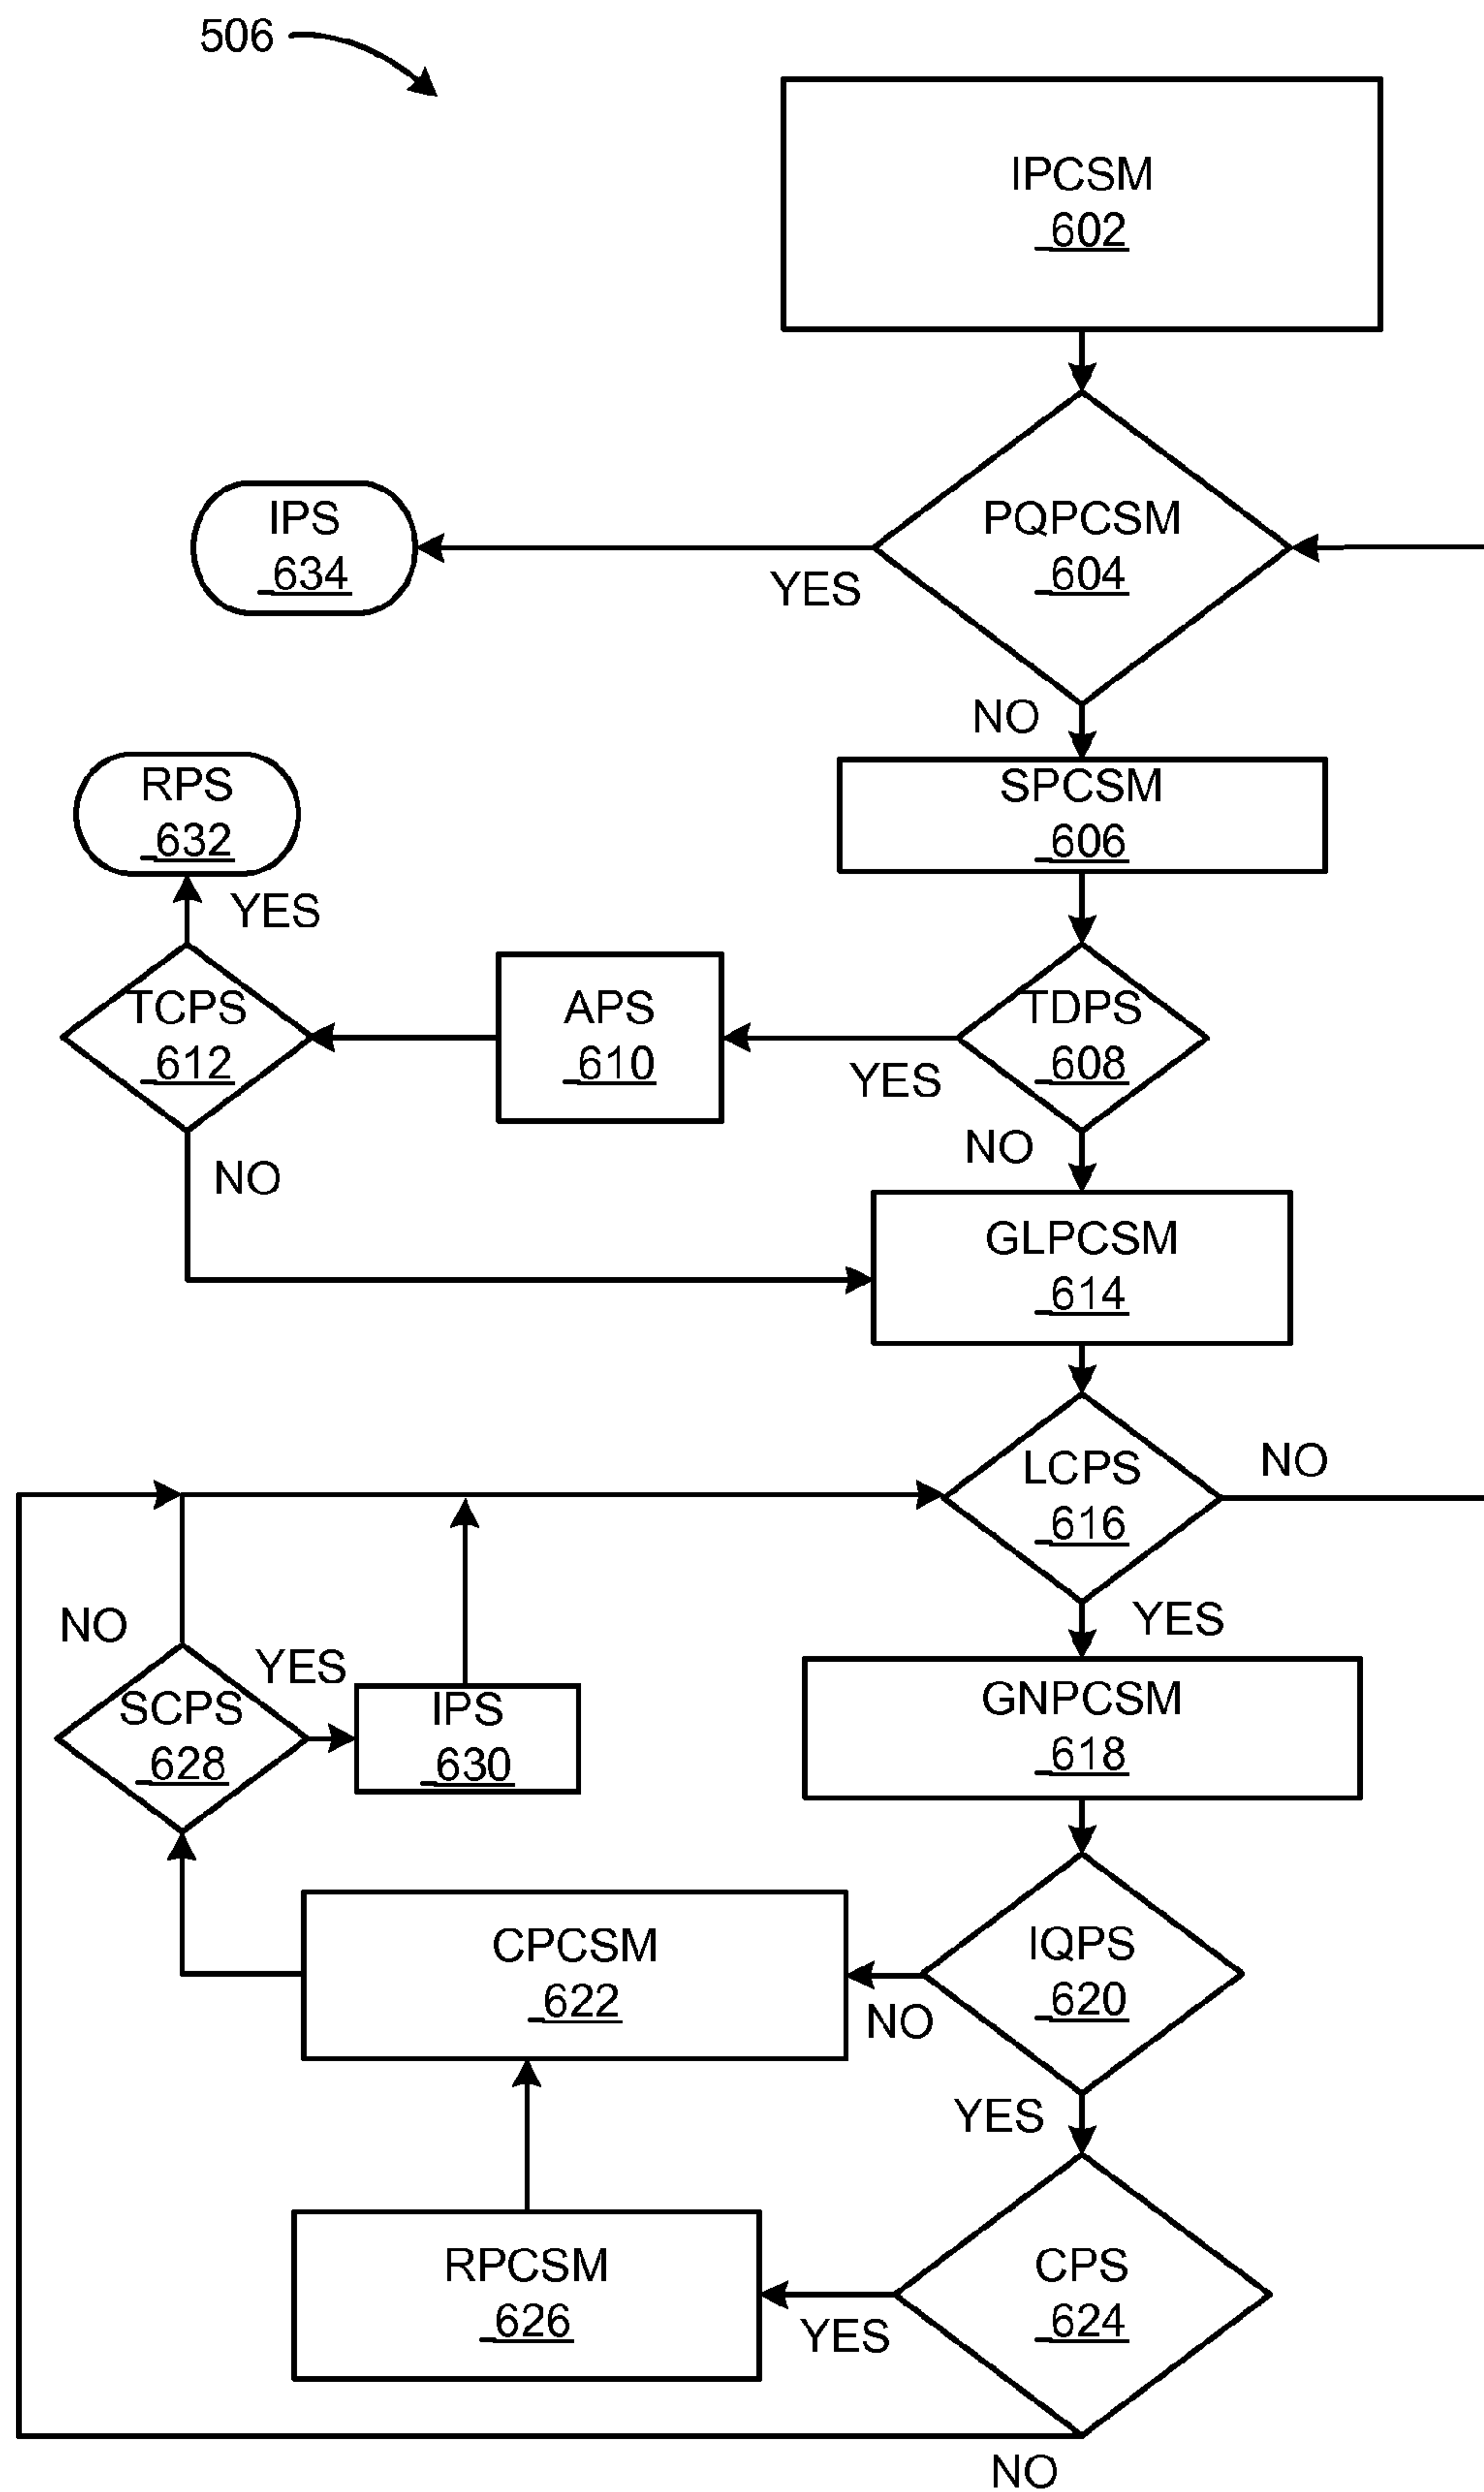 506
IPCSM
602
PQPCSM
604
IPS
634
YES
NO
SPCSM
606
RPS
632
YES
TCPS
612
APS
610
TDPS
608
YES
NO
NO
GLPCSM
614
LCPS
616
NO
YES
NO
SCPS
628
YES
IPS
630
GNPCSM
618
CPCSM
622
IQPS
620
NO
YES
RPCSM
626
CPS
624
YES
NO